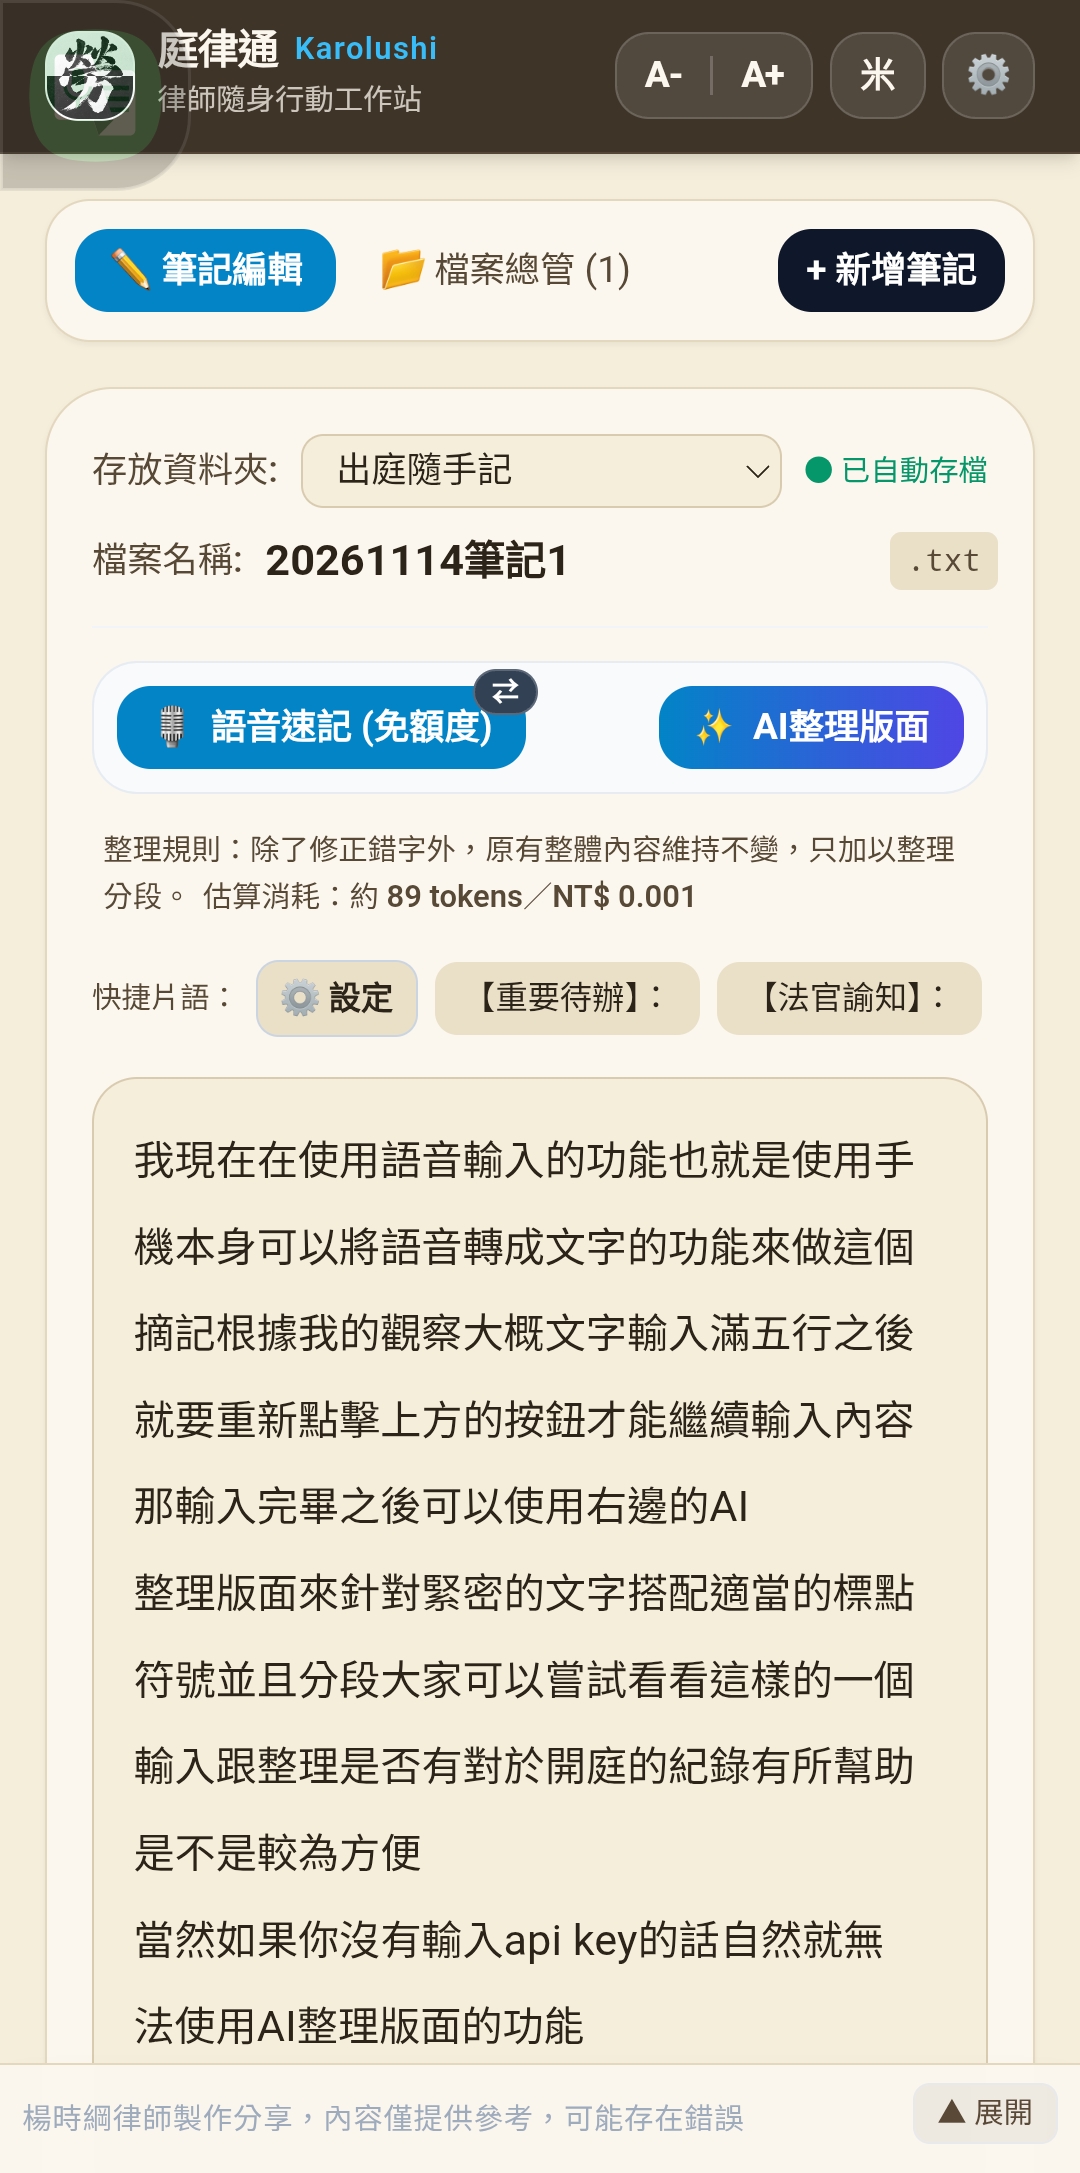 勞
庭律通 Karolushi
律師隨身行動工作站
A- A+ 米
筆記編輯 檔案總管 (1) + 新增筆記
存放資料夾: 出庭隨手記 已自動存檔
檔案名稱: 20261114筆記1 .txt
語音速記 (免額度) AI整理版面
整理規則：除了修正錯字外，原有整體內容維持不變，只加以整理
分段。 估算消耗：約 89 tokens／NT$ 0.001
快捷片語： 設定 【重要待辦】： 【法官諭知】：
我現在在使用語音輸入的功能也就是使用手
機本身可以將語音轉成文字的功能來做這個
摘記根據我的觀察大概文字輸入滿五行之後
就要重新點擊上方的按鈕才能繼續輸入內容
那輸入完畢之後可以使用右邊的AI
整理版面來針對緊密的文字搭配適當的標點
符號並且分段大家可以嘗試看看這樣的一個
輸入跟整理是否有對於開庭的紀錄有所幫助
是不是較為方便
當然如果你沒有輸入api key的話自然就無
法使用AI整理版面的功能
楊時綱律師製作分享，內容僅提供參考，可能存在錯誤 ▲ 展開